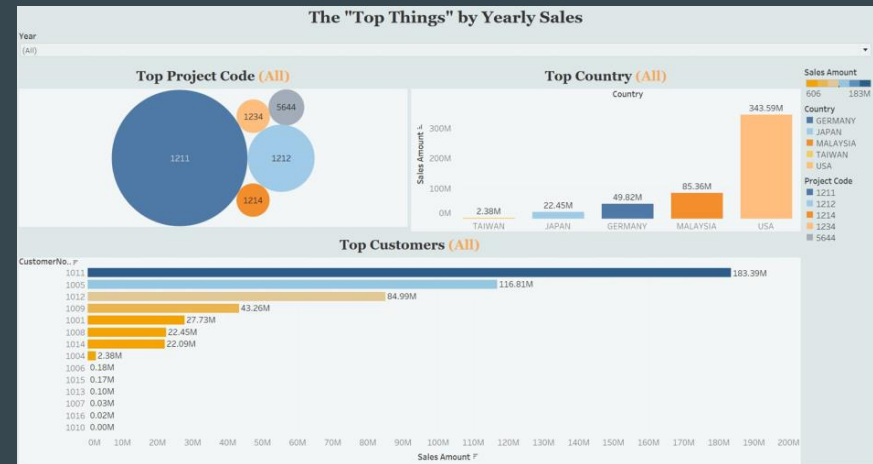 The "Top Things" by Yearly Sales
Year
(All)
Top Project Code (All)
1211
1234
5644
1212
1214
Top Country (All)
Country
Sales Amount
300M
200M
100M
0M
2.38M
22.45M
49.82M
85.36M
343.59M
TAIWAN
JAPAN
GERMANY
MALAYSIA
USA
Sales Amount
606 183M
Country
GERMANY
JAPAN
MALAYSIA
TAIWAN
USA
Project Code
1211
1212
1214
1234
5644
Top Customers (All)
CustomerNo..
1011 183.39M
1005 116.81M
1012 84.99M
1009 43.26M
1001 27.73M
1008 22.45M
1014 22.09M
1004 2.38M
1006 0.18M
1015 0.17M
1013 0.10M
1007 0.03M
1016 0.02M
1010 0.00M
0M 10M 20M 30M 40M 50M 60M 70M 80M 90M 100M 110M 120M 130M 140M 150M 160M 170M 180M 190M 200M
Sales Amount